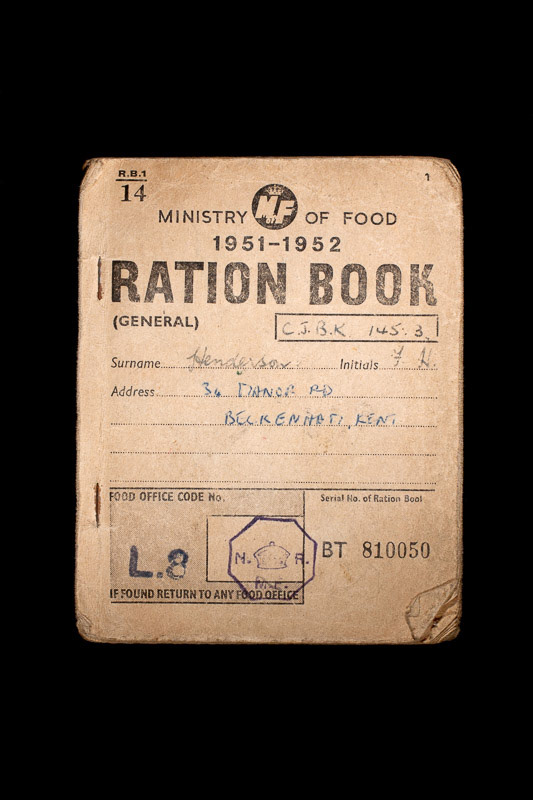 R.B.1
14
1
MINISTRY MF OF FOOD
1951–1952
RATION BOOK
(GENERAL)
C.J.B.K 145. 3.
Surname Henderson Initials H.
Address 34 MANOR RD
BECKENHAM, KENT
FOOD OFFICE CODE No.
L.8
N. R.
Serial No. of Ration Book
BT 810050
IF FOUND RETURN TO ANY FOOD OFFICE